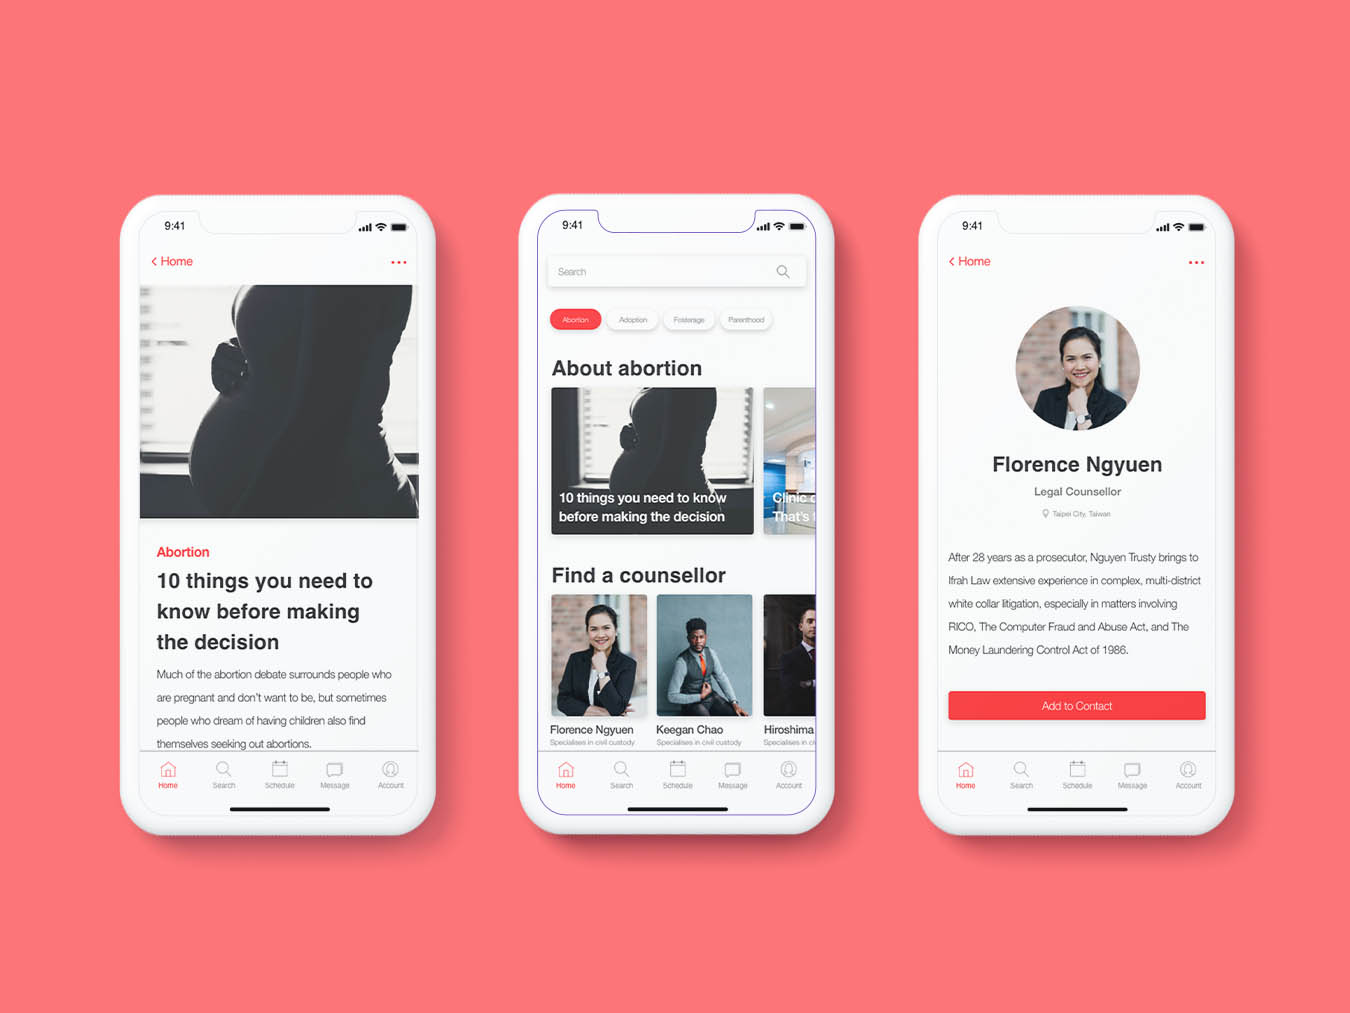 9:41
< Home
Abortion
10 things you need to
know before making
the decision
Much of the abortion debate surrounds people who
are pregnant and don't want to be, but sometimes
people who dream of having children also find
themselves seeking out abortions.
Home Search Schedule Message Account
9:41
Search
Abortion Adoption Fosterage Parenthood
About abortion
10 things you need to know
before making the decision
Clinic
That's
Find a counsellor
Florence Ngyuen
Specialises in civil custody
Keegan Chao
Specialises in civil custody
Hiroshima
Specialises in
Home Search Schedule Message Account
9:41
< Home
Florence Ngyuen
Legal Counsellor
Taipei City, Taiwan
After 28 years as a prosecutor, Nguyen Trusty brings to
Ifrah Law extensive experience in complex, multi-district
white collar litigation, especially in matters involving
RICO, The Computer Fraud and Abuse Act, and The
Money Laundering Control Act of 1986.
Add to Contact
Home Search Schedule Message Account